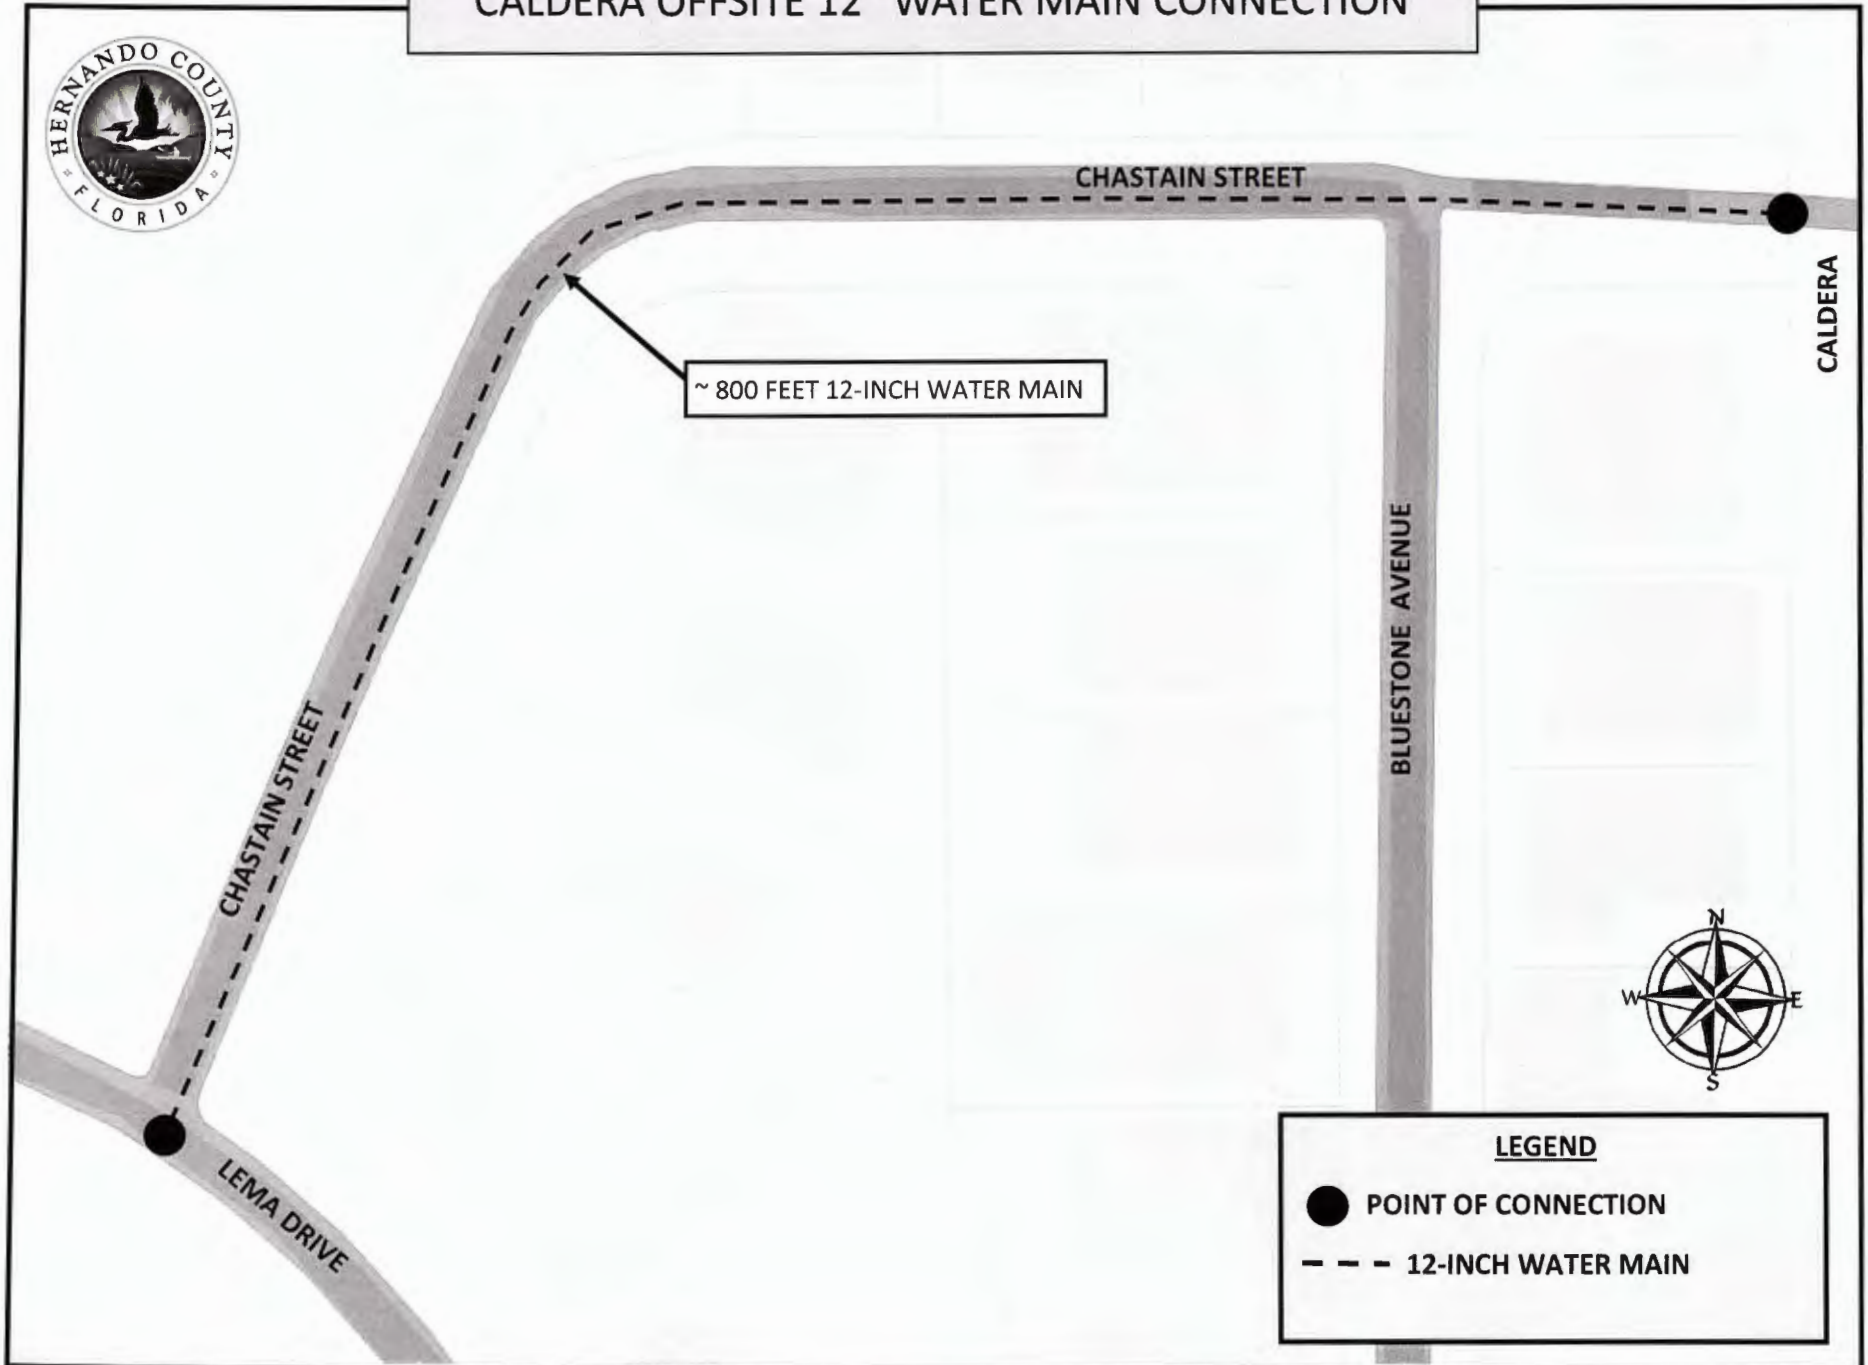 CALDERA OFFSITE 12" WATER MAIN CONNECTION
HERNANDO COUNTY
FLORIDA
CHASTAIN STREET
CALDERA
~ 800 FEET 12-INCH WATER MAIN
BLUESTONE AVENUE
CHASTAIN STREET
N
W
E
S
LEMA DRIVE
LEGEND
POINT OF CONNECTION
12-INCH WATER MAIN